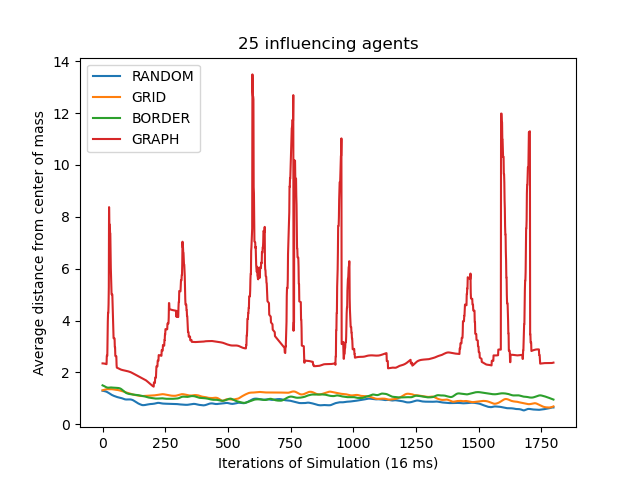 25 influencing agents
RANDOM
GRID
BORDER
GRAPH
Average distance from center of mass
14
12
10
8
6
4
2
0
0 250 500 750 1000 1250 1500 1750
Iterations of Simulation (16 ms)